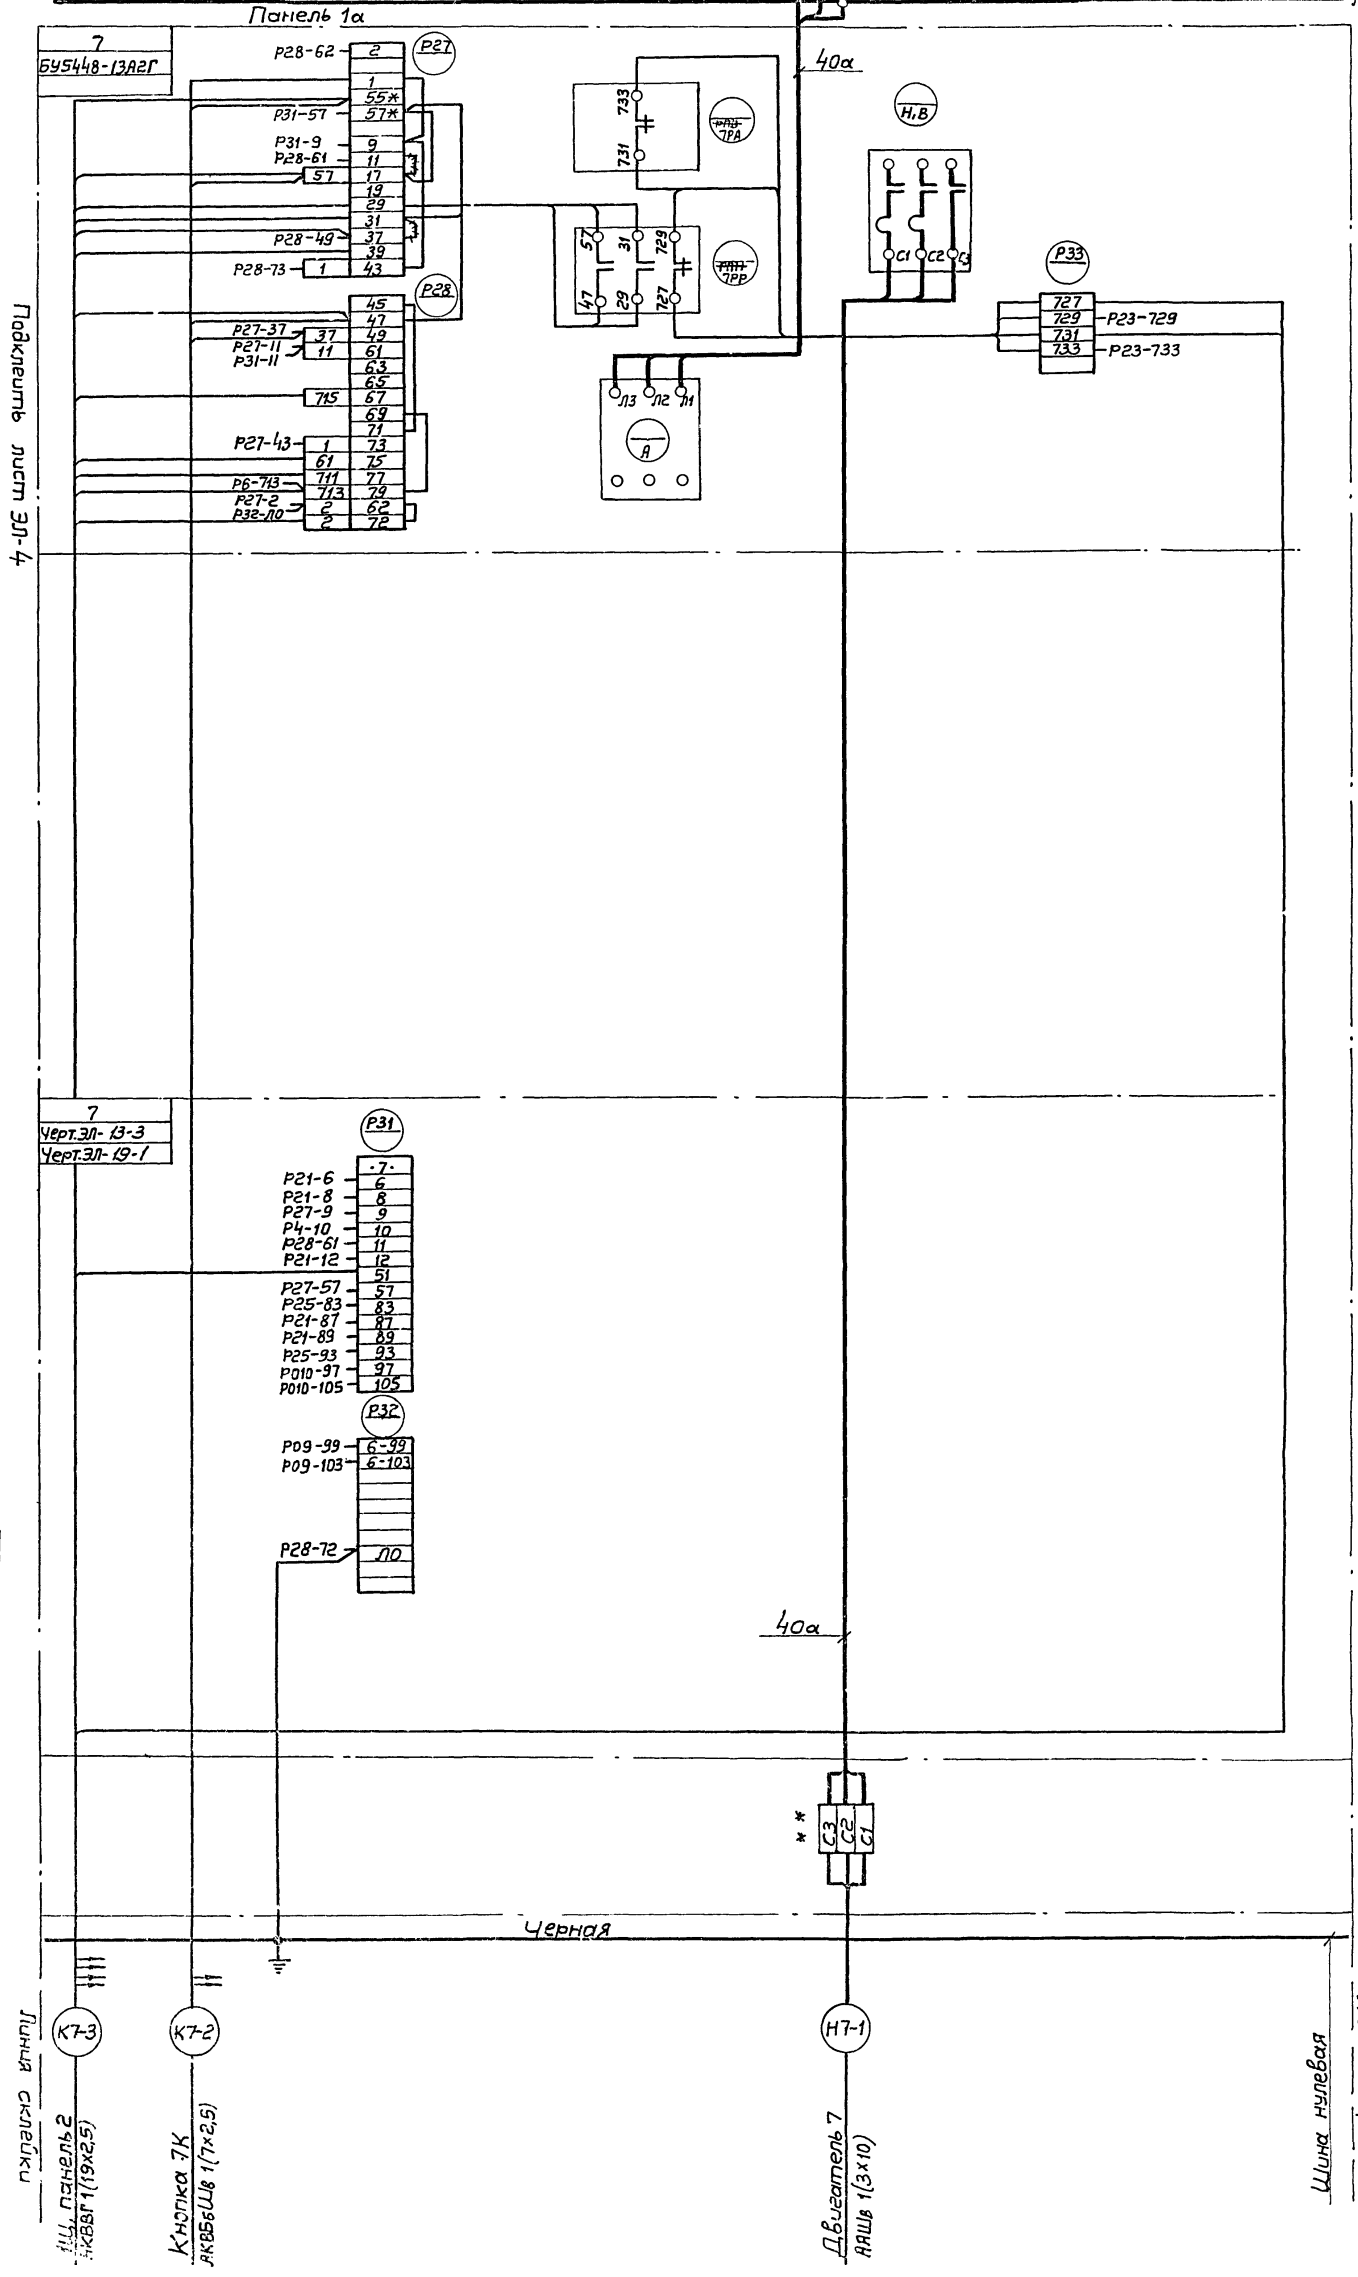 Панель 1а
7
БУ5448-13А2Г
Р28-62
2
Р27
1
55*
Р31-57
57*
Р31-9
9
Р28-61
11
57
17
19
29
31
Р28-49
37
39
Р28-73
1
43
Р28
45
47
Р27-37
37
49
Р27-11
11
61
Р31-11
63
65
715
67
69
71
Р27-43
1
73
61
75
711
77
Р6-713
713
79
Р27-2
2
62
Р32-Л0
2
72
733
731
7РА
57
31
729
47
29
727
7РР
40а
Л3
Л2
Л1
А
Н,В
С1
С2
С3
Р33
727
729
Р23-729
731
733
Р23-733
Подклеить лист ЭЛ-4
7
Черт.ЭЛ-13-3
Черт.ЭЛ-19-1
Р31
·7·
Р21-6
6
Р21-8
8
Р27-9
9
Р4-10
10
Р28-61
11
Р21-12
12
51
Р27-57
57
Р25-83
83
Р21-87
87
Р21-89
89
Р25-93
93
Р010-97
97
Р010-105
105
Р32
Р09-99
6-99
Р09-103
6-103
Р28-72
Л0
40а
* *
С3
С2
С1
Черная
К7-3
К7-2
Н7-1
Линия склейки
1Щ, панель 2
АКВВГ 1(19х2,5)
Кнопка 7К
АКВБбШв 1(7х2,5)
Двигатель 7
ААШв 1(3х10)
Шина нулевая